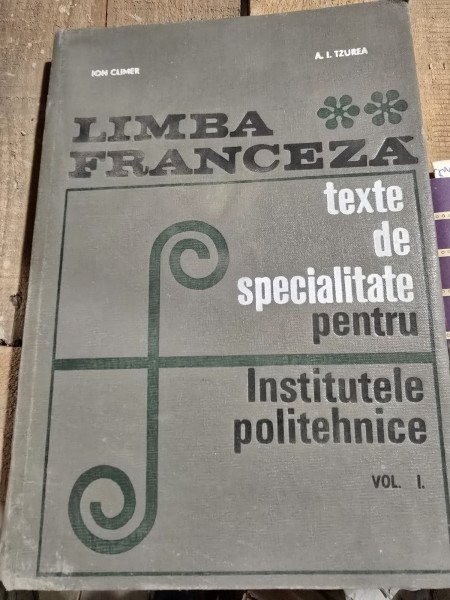 ION CLIMER
A. I. TZUREA
LIMBA
FRANCEZĂ
texte
de
specialitate
pentru
Institutele
politehnice
VOL. I.